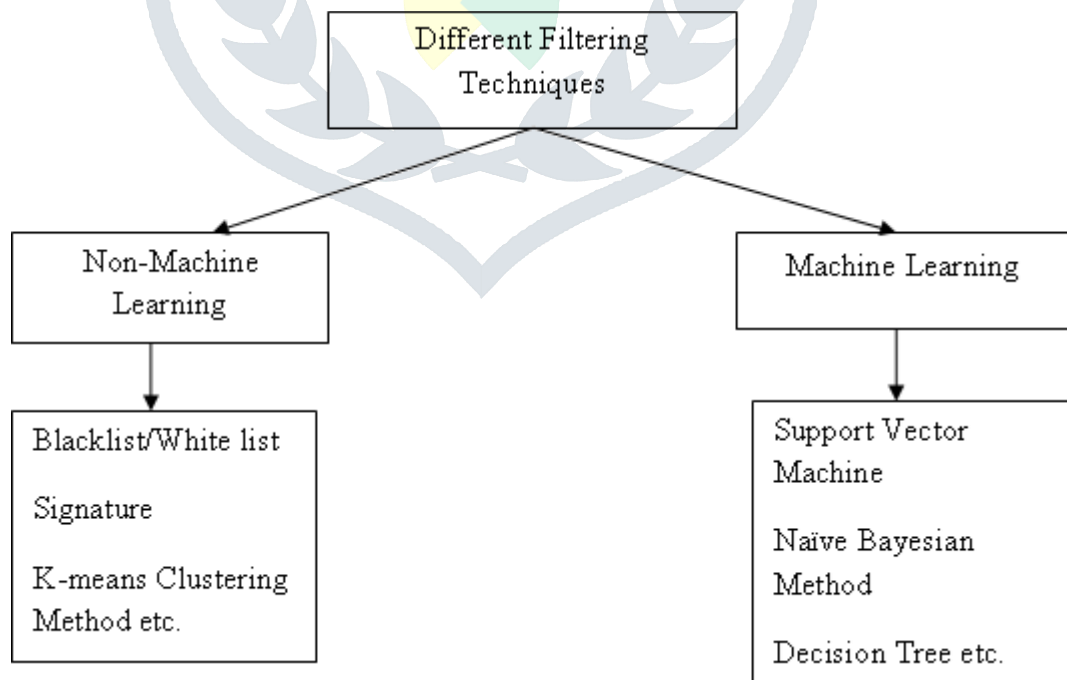 Different Filtering
Techniques
Non-Machine
Learning
Machine Learning
Blacklist/White list
Signature
K-means Clustering
Method etc.
Support Vector
Machine
Naïve Bayesian
Method
Decision Tree etc.